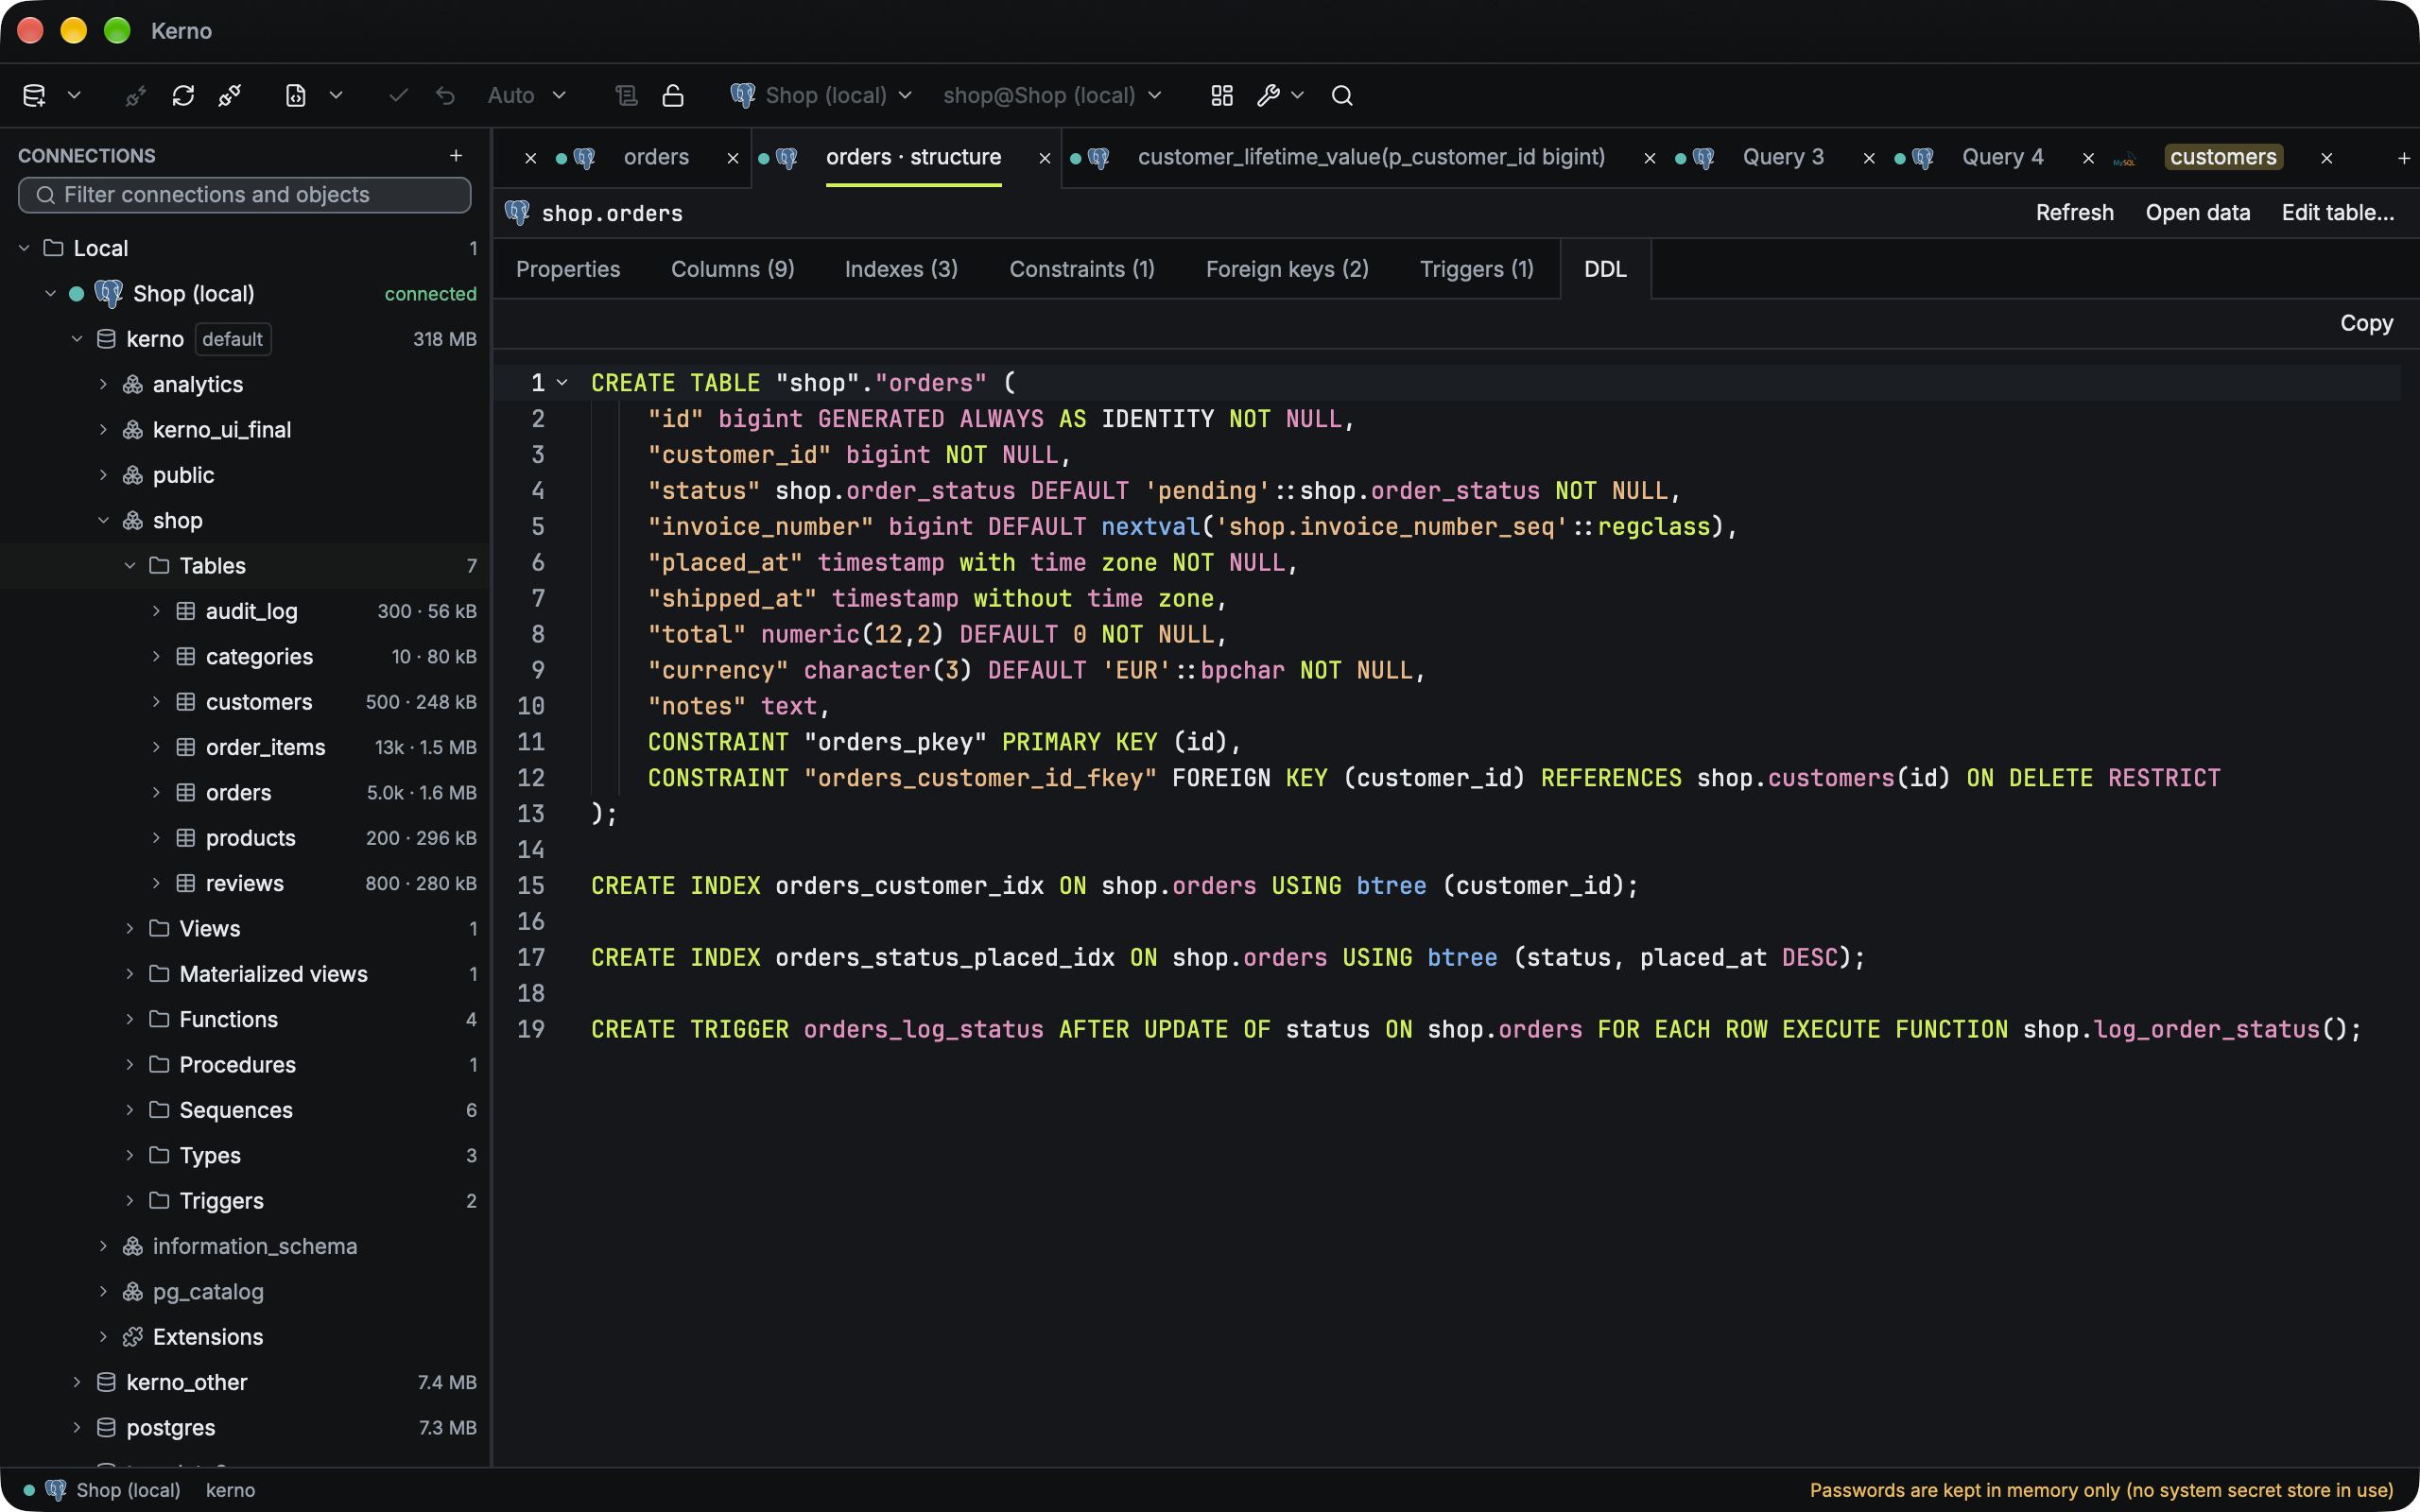 Kerno
Auto
Shop (local)
shop@Shop (local)
CONNECTIONS
Filter connections and objects
Local 1
Shop (local) connected
kerno default 318 MB
analytics
kerno_ui_final
public
shop
Tables 7
audit_log 300 · 56 kB
categories 10 · 80 kB
customers 500 · 248 kB
order_items 13k · 1.5 MB
orders 5.0k · 1.6 MB
products 200 · 296 kB
reviews 800 · 280 kB
Views 1
Materialized views 1
Functions 4
Procedures 1
Sequences 6
Types 3
Triggers 2
information_schema
pg_catalog
Extensions
kerno_other 7.4 MB
postgres 7.3 MB
orders
orders · structure
customer_lifetime_value(p_customer_id bigint)
Query 3
Query 4
MySQL
customers
shop.orders
Refresh Open data Edit table...
Properties Columns (9) Indexes (3) Constraints (1) Foreign keys (2) Triggers (1) DDL
Copy
1 CREATE TABLE "shop"."orders" (
2 "id" bigint GENERATED ALWAYS AS IDENTITY NOT NULL,
3 "customer_id" bigint NOT NULL,
4 "status" shop.order_status DEFAULT 'pending'::shop.order_status NOT NULL,
5 "invoice_number" bigint DEFAULT nextval('shop.invoice_number_seq'::regclass),
6 "placed_at" timestamp with time zone NOT NULL,
7 "shipped_at" timestamp without time zone,
8 "total" numeric(12,2) DEFAULT 0 NOT NULL,
9 "currency" character(3) DEFAULT 'EUR'::bpchar NOT NULL,
10 "notes" text,
11 CONSTRAINT "orders_pkey" PRIMARY KEY (id),
12 CONSTRAINT "orders_customer_id_fkey" FOREIGN KEY (customer_id) REFERENCES shop.customers(id) ON DELETE RESTRICT
13 );
14
15 CREATE INDEX orders_customer_idx ON shop.orders USING btree (customer_id);
16
17 CREATE INDEX orders_status_placed_idx ON shop.orders USING btree (status, placed_at DESC);
18
19 CREATE TRIGGER orders_log_status AFTER UPDATE OF status ON shop.orders FOR EACH ROW EXECUTE FUNCTION shop.log_order_status();
Shop (local) kerno
Passwords are kept in memory only (no system secret store in use)